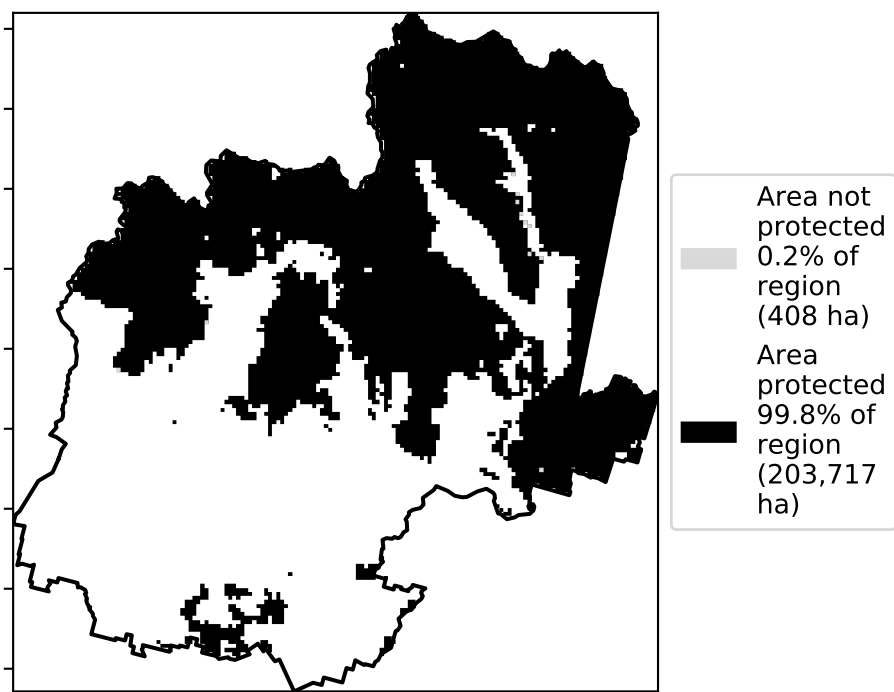 Area not
protected
0.2% of
region
(408 ha)
Area
protected
99.8% of
region
(203,717
ha)